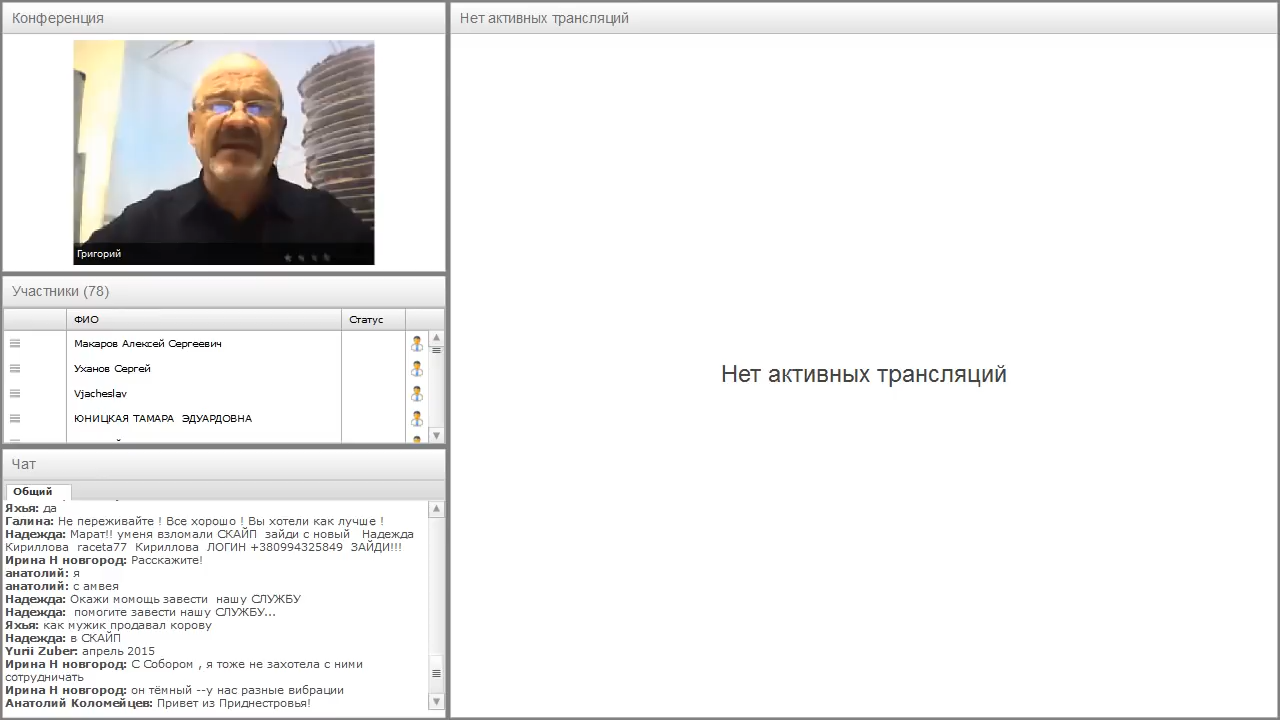 Конференция
Нет активных трансляций
Григорий
Участники (78)
ФИО
Статус
Макаров Алексей Сергеевич
Уханов Сергей
Vjacheslav
ЮНИЦКАЯ ТАМАРА ЭДУАРДОВНА
Нет активных трансляций
Чат
Общий
Яхья: да
Галина: Не переживайте ! Все хорошо ! Вы хотели как лучше !
Надежда: Марат!! уменя взломали СКАЙП зайди с новый Надежда
Кириллова raceta77 Кириллова ЛОГИН +380994325849 ЗАЙДИ!!!
Ирина Н новгород: Расскажите!
анатолий: я
анатолий: с амвея
Надежда: Окажи момощь завести нашу СЛУЖБУ
Надежда: помогите завести нашу СЛУЖБУ...
Яхья: как мужик продавал корову
Надежда: в СКАЙП
Yurii Zuber: апрель 2015
Ирина Н новгород: С Собором , я тоже не захотела с ними
сотрудничать
Ирина Н новгород: он тёмный --у нас разные вибрации
Анатолий Коломейцев: Привет из Приднестровья!